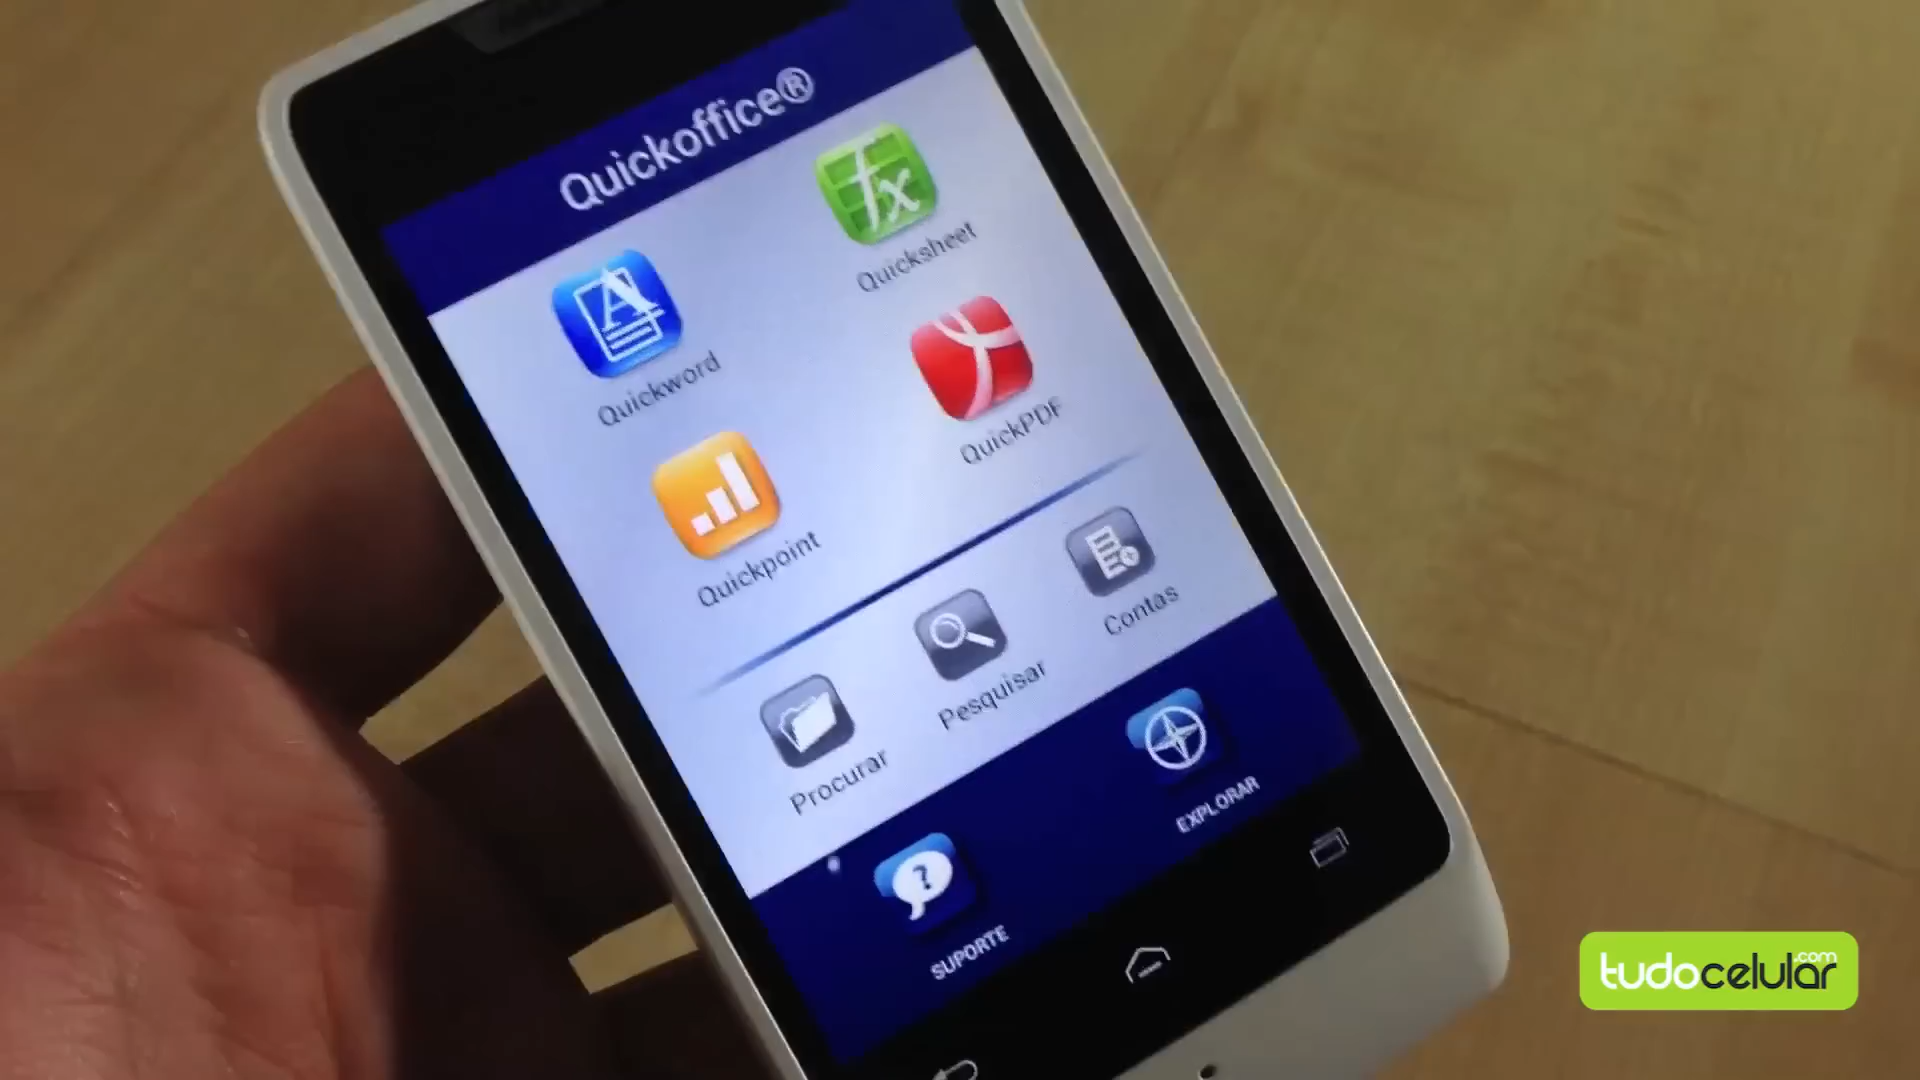 Quickoffice®
Quickword
Quicksheet
Quickpoint
QuickPDF
Procurar
Pesquisar
Contas
SUPORTE
EXPLORAR
tudocelular.com